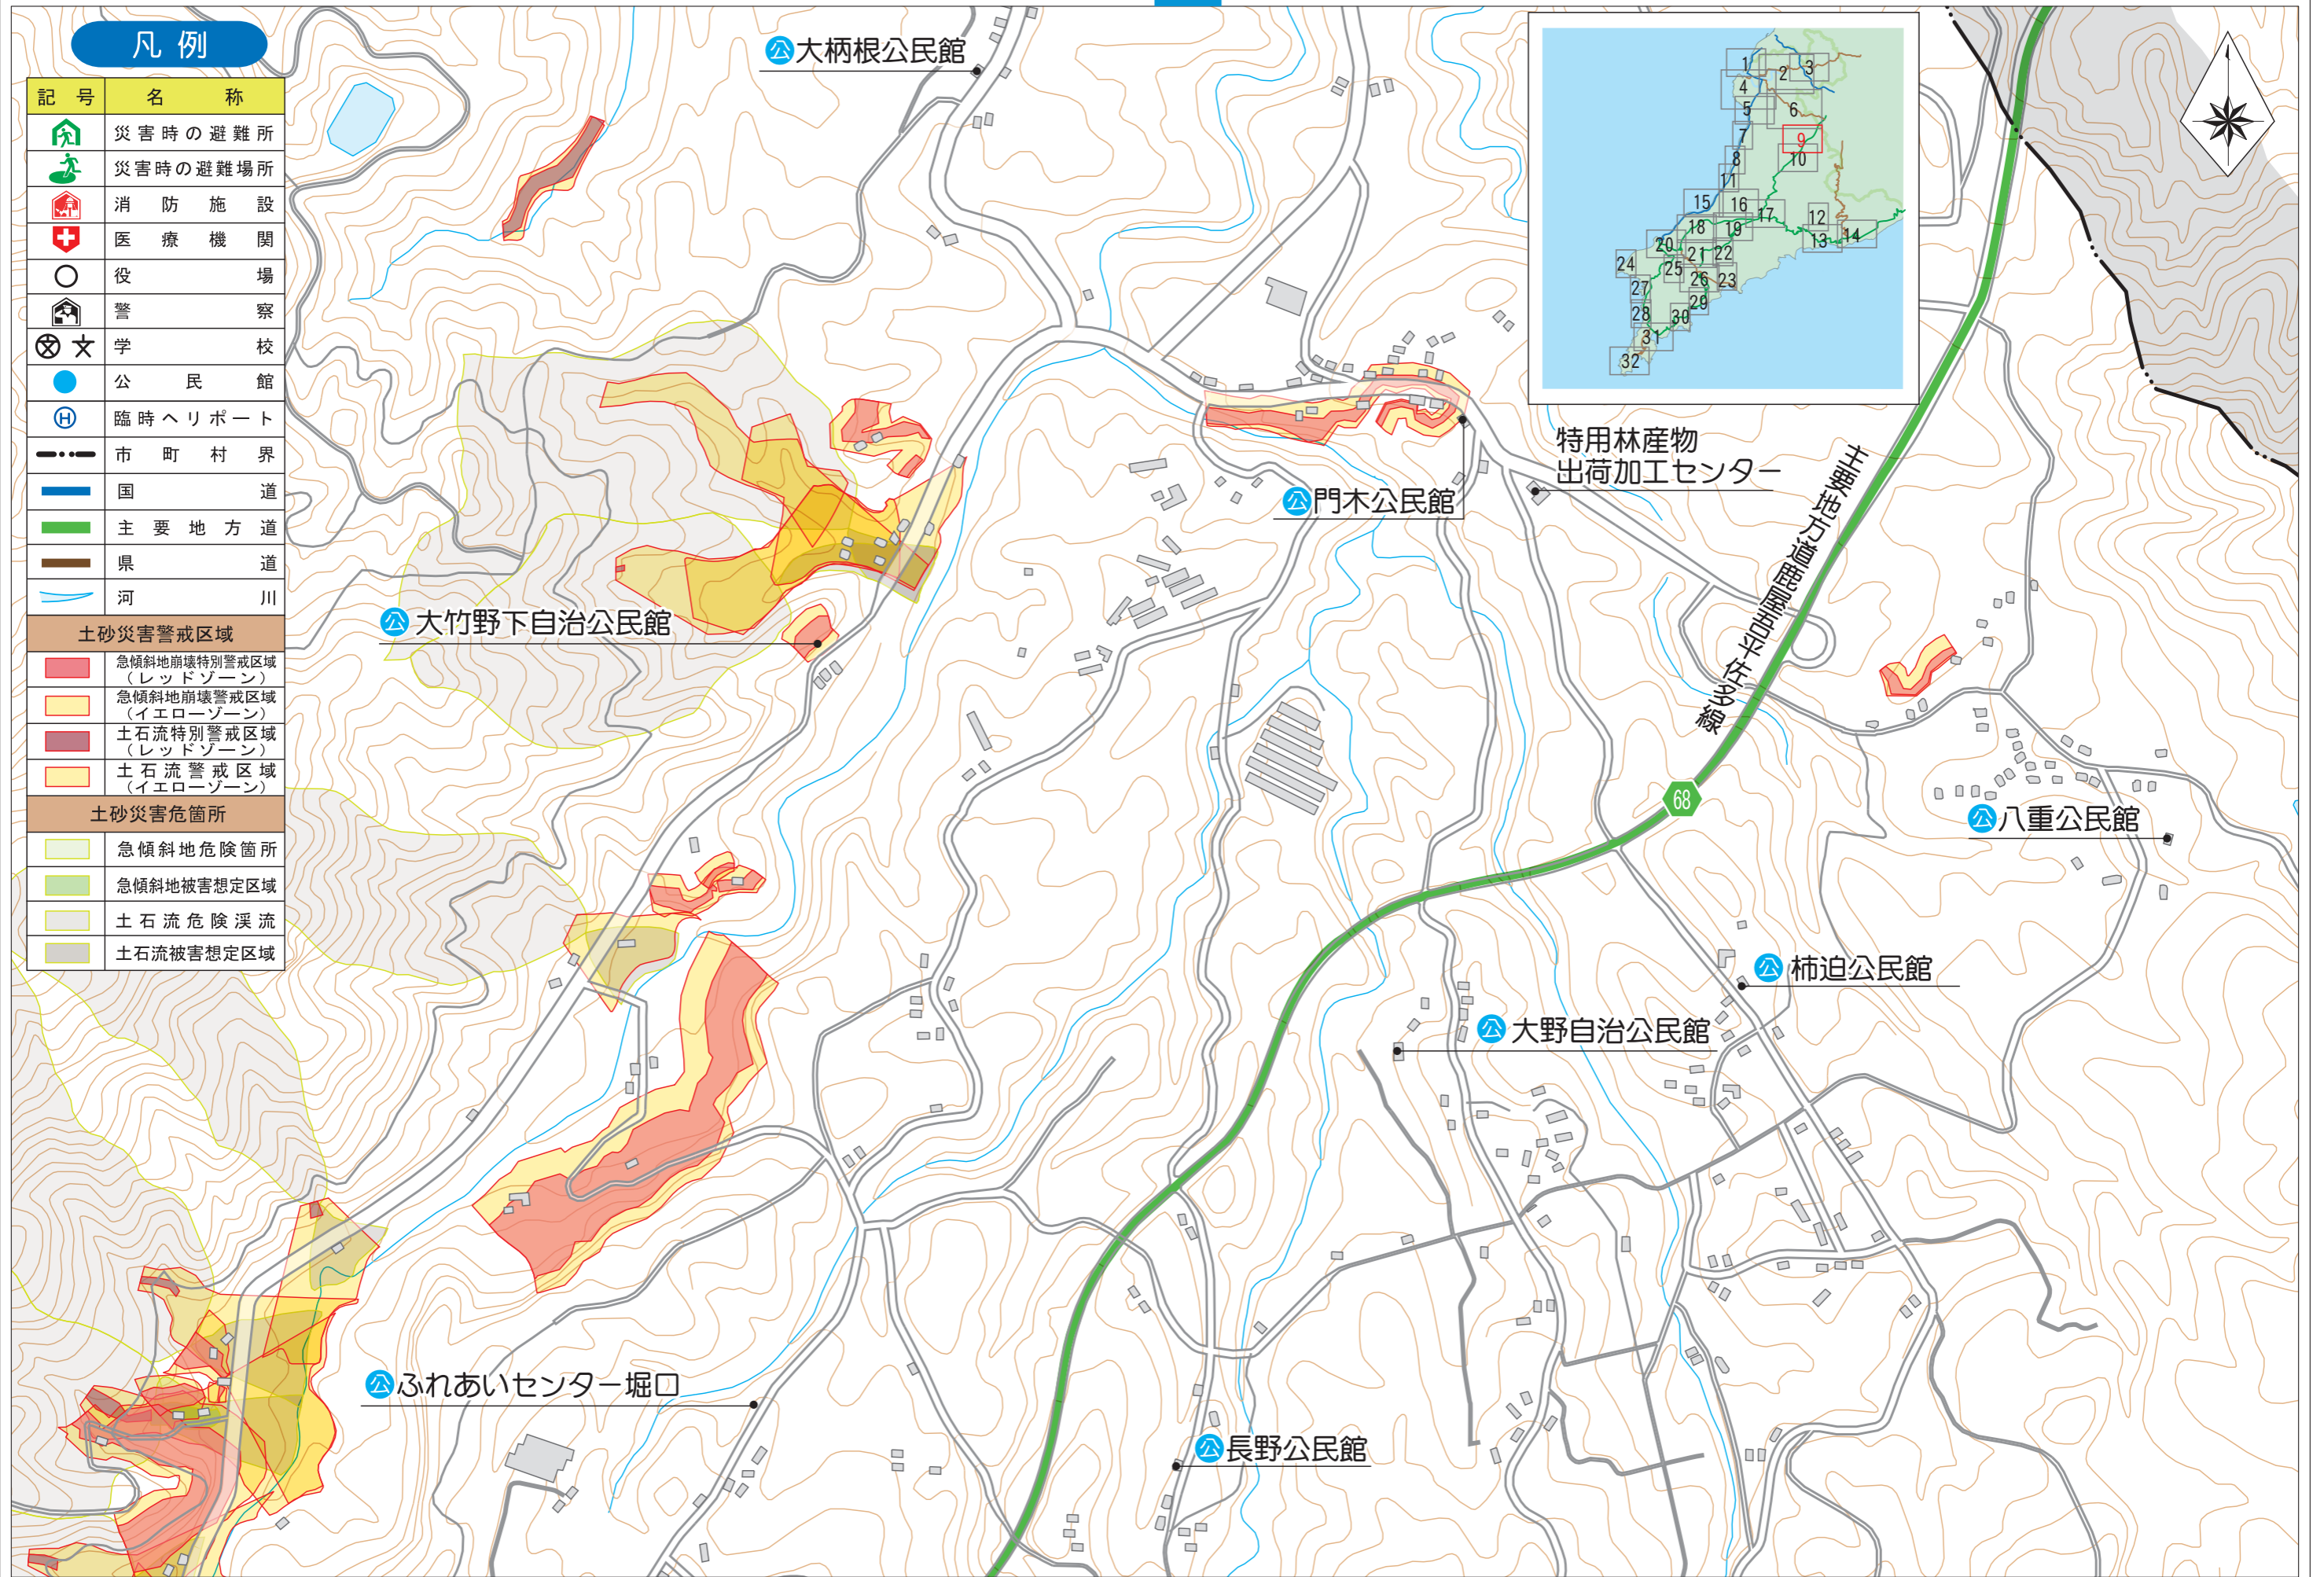 凡例
記号 名称
災害時の避難所
災害時の避難場所
消防施設
医療機関
役場
警察
学校
公民館
臨時ヘリポート
市町村界
国道
主要地方道
県道
河川
土砂災害警戒区域
急傾斜地崩壊特別警戒区域
（レッドゾーン）
急傾斜地崩壊警戒区域
（イエローゾーン）
土石流特別警戒区域
（レッドゾーン）
土石流警戒区域
（イエローゾーン）
土砂災害危箇所
急傾斜地危険箇所
急傾斜地被害想定区域
土石流危険渓流
土石流被害想定区域
公 大柄根公民館
1
2
3
4
5
6
7
8
9
10
11
12
13
14
15
16
17
18
19
20
21
22
23
24
25
26
27
28
29
30
31
32
特用林産物
出荷加工センター
公 門木公民館
主要地方道鹿屋吾平佐多線
公 大竹野下自治公民館
68
公 八重公民館
公 柿迫公民館
公 大野自治公民館
公 ふれあいセンター堀口
公 長野公民館